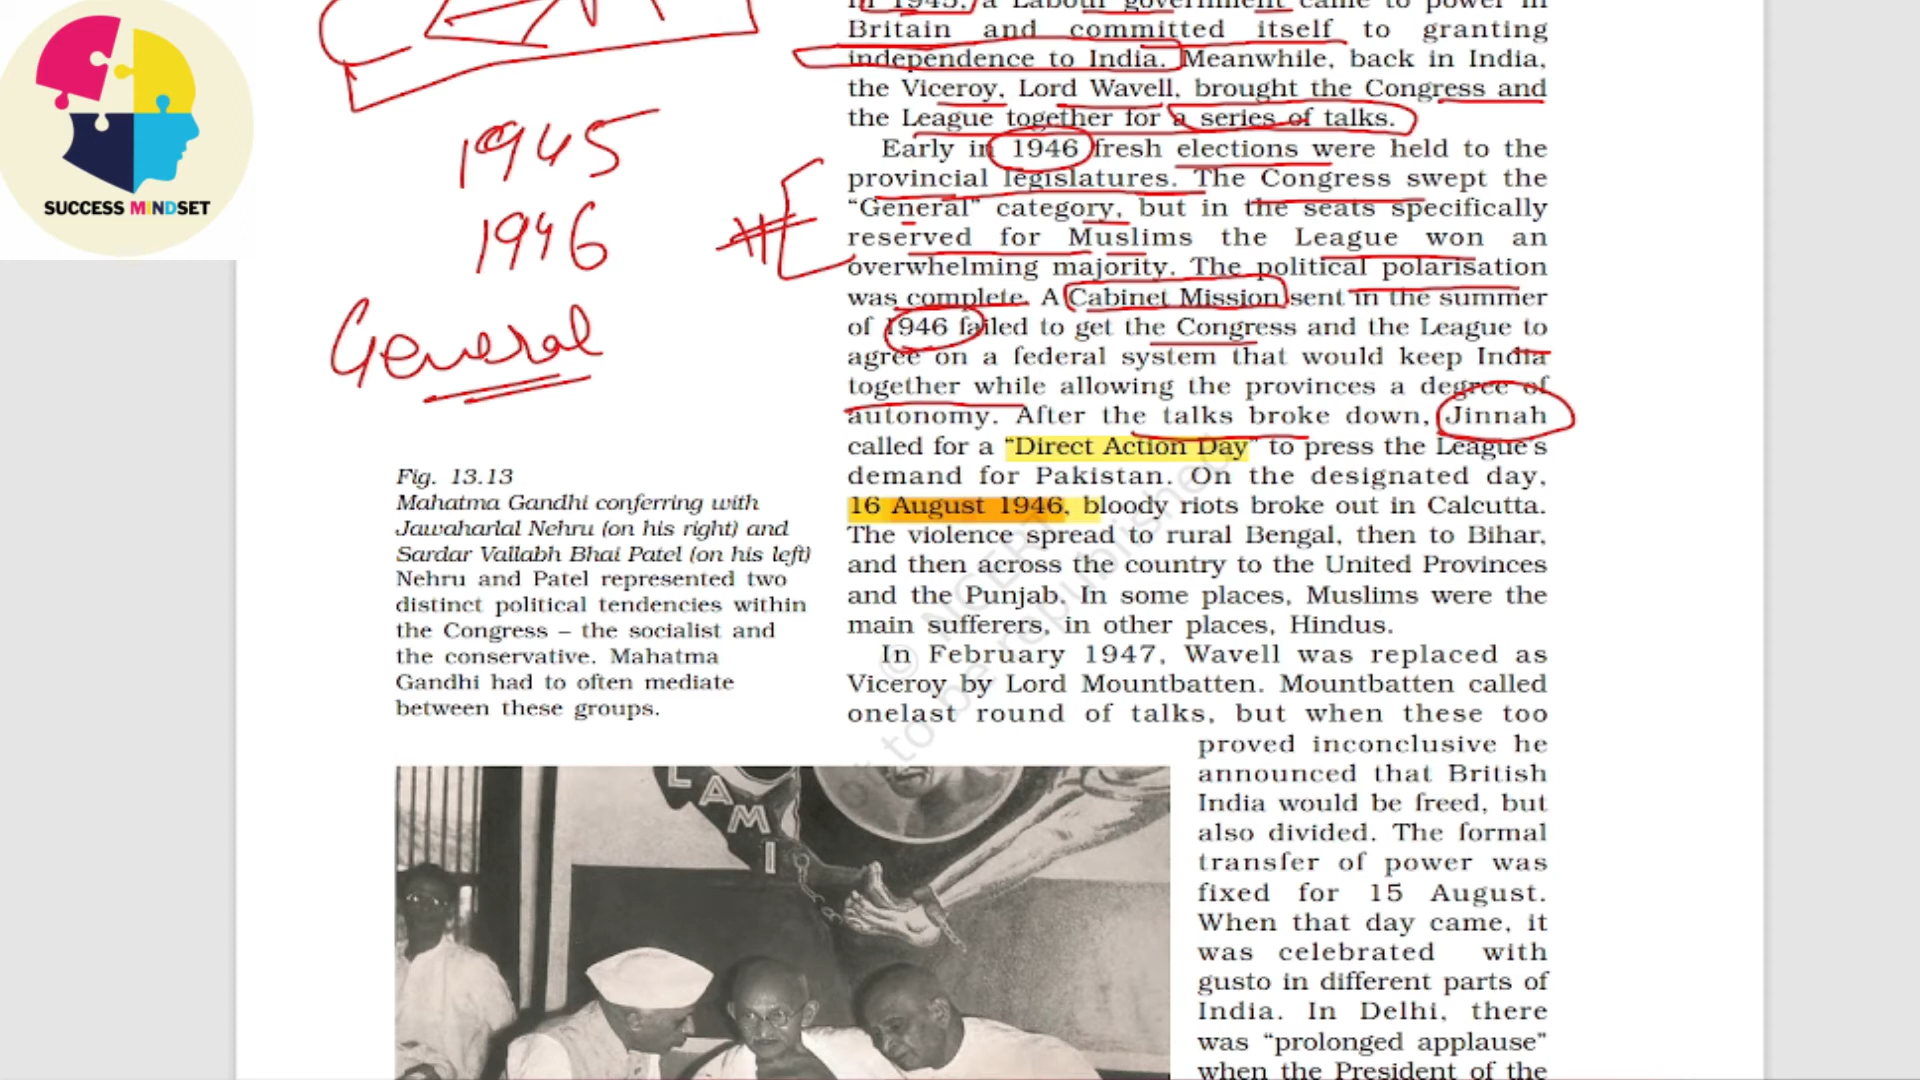 SUCCESS MINDSET
1945
1946
General
in 1945, a Labour government came to power in
Britain and committed itself to granting
independence to India. Meanwhile, back in India,
the Viceroy, Lord Wavell, brought the Congress and
the League together for a series of talks.
Early in 1946 fresh elections were held to the
provincial legislatures. The Congress swept the
“General” category, but in the seats specifically
reserved for Muslims the League won an
overwhelming majority. The political polarisation
was complete. A Cabinet Mission sent in the summer
of 1946 failed to get the Congress and the League to
agree on a federal system that would keep India
together while allowing the provinces a degree of
autonomy. After the talks broke down, Jinnah
called for a “Direct Action Day” to press the League’s
demand for Pakistan. On the designated day,
16 August 1946, bloody riots broke out in Calcutta.
The violence spread to rural Bengal, then to Bihar,
and then across the country to the United Provinces
and the Punjab. In some places, Muslims were the
main sufferers, in other places, Hindus.
In February 1947, Wavell was replaced as
Viceroy by Lord Mountbatten. Mountbatten called
onelast round of talks, but when these too
proved inconclusive he
announced that British
India would be freed, but
also divided. The formal
transfer of power was
fixed for 15 August.
When that day came, it
was celebrated with
gusto in different parts of
India. In Delhi, there
was “prolonged applause”
when the President of the
Fig. 13.13
Mahatma Gandhi conferring with
Jawaharlal Nehru (on his right) and
Sardar Vallabh Bhai Patel (on his left)
Nehru and Patel represented two
distinct political tendencies within
the Congress – the socialist and
the conservative. Mahatma
Gandhi had to often mediate
between these groups.
LAMI
© NCERT
not to be republished